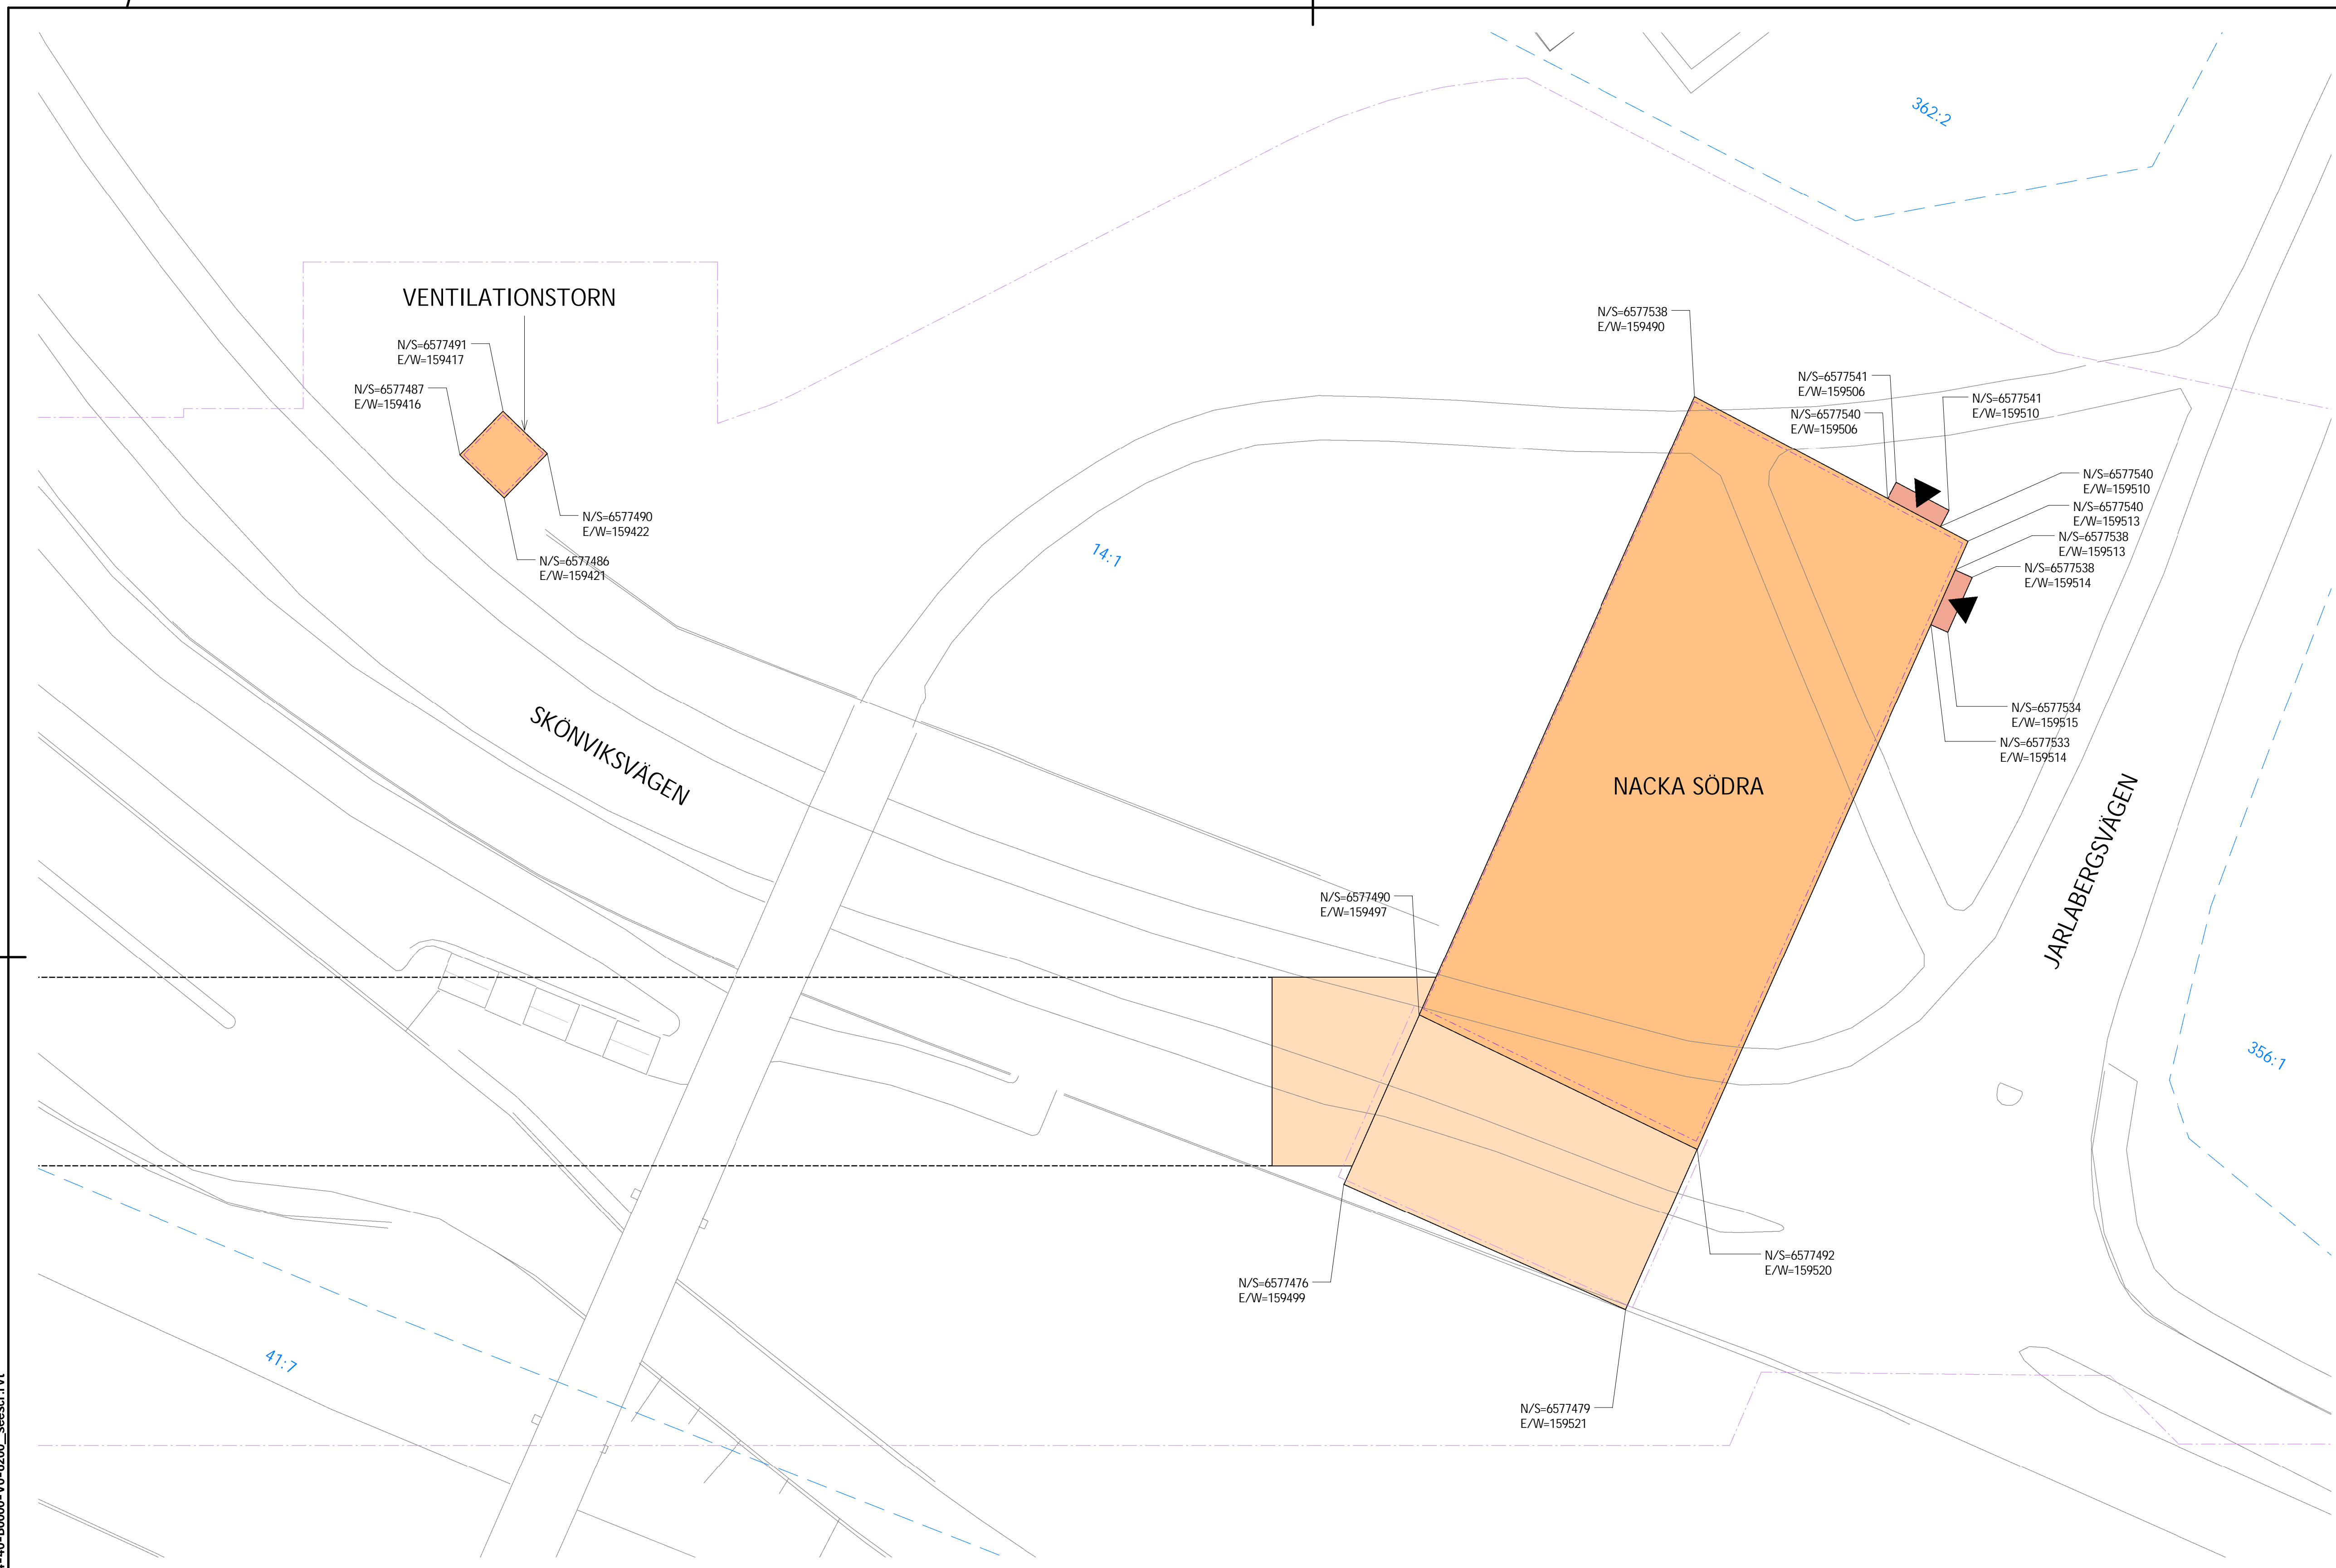 362:2
VENTILATIONSTORN
N/S=6577491
E/W=159417
N/S=6577487
E/W=159416
N/S=6577490
E/W=159422
N/S=6577486
E/W=159421
N/S=6577538
E/W=159490
N/S=6577541
E/W=159506
N/S=6577540
E/W=159506
N/S=6577541
E/W=159510
N/S=6577540
E/W=159510
N/S=6577540
E/W=159513
N/S=6577538
E/W=159513
N/S=6577538
E/W=159514
14:1
N/S=6577534
E/W=159515
N/S=6577533
E/W=159514
SKÖNVIKSVÄGEN
NACKA SÖDRA
JARLABERGSVÄGEN
N/S=6577490
E/W=159497
356:1
N/S=6577492
E/W=159520
N/S=6577476
E/W=159499
41:7
N/S=6577479
E/W=159521